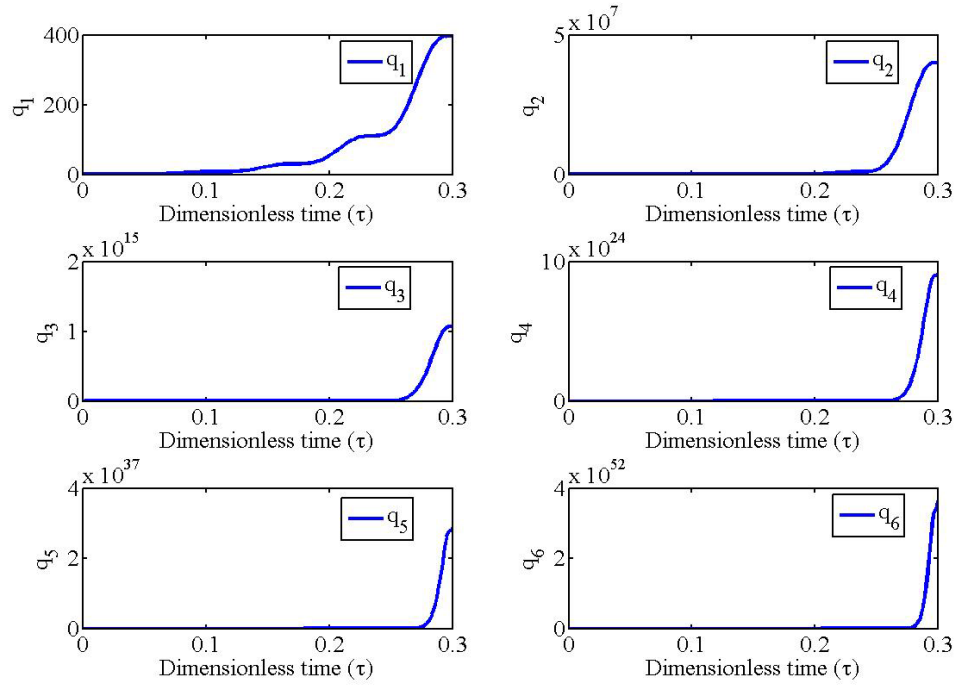 400
200
0
q1
q1
0 0.1 0.2 0.3
Dimensionless time (τ)
5 x 10^7
0
q2
q2
0 0.1 0.2 0.3
Dimensionless time (τ)
2 x 10^15
1
0
q3
q3
0 0.1 0.2 0.3
Dimensionless time (τ)
10 x 10^24
5
0
q4
q4
0 0.1 0.2 0.3
Dimensionless time (τ)
4 x 10^37
2
0
q5
q5
0 0.1 0.2 0.3
Dimensionless time (τ)
4 x 10^52
2
0
q6
q6
0 0.1 0.2 0.3
Dimensionless time (τ)